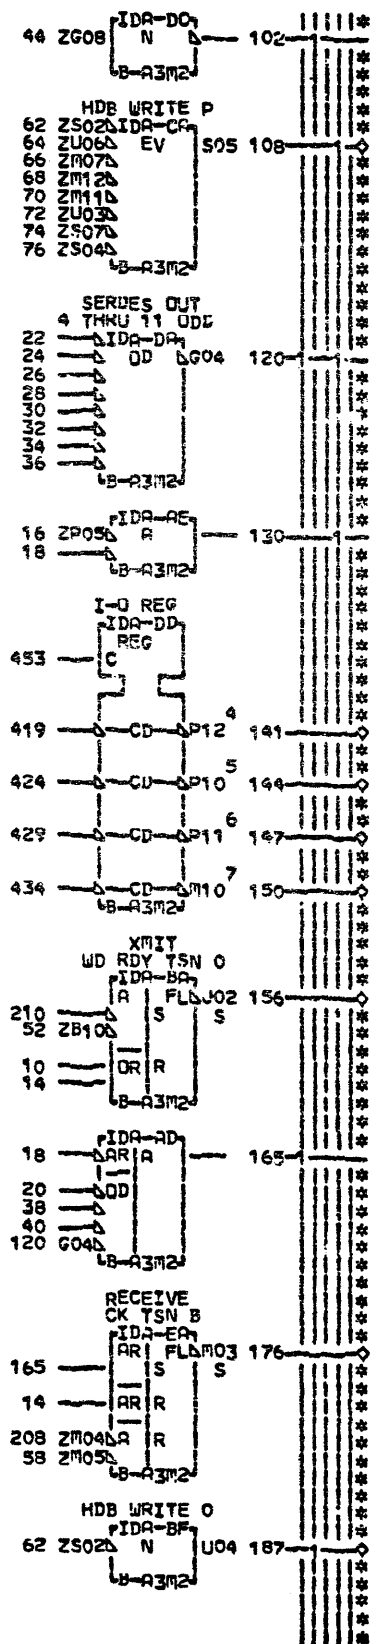 IDA-DC
44 ZG08 N 102
B-A3M2
HDB WRITE P
62 ZS02 IDA-CA
64 ZU06 EV S05 108
66 ZM07
68 ZM12
70 ZM11
72 ZU03
74 ZS07
76 ZS04
B-A3M2
SERDES OUT
4 THRU 11 ODD
22 IDA-DA
24 OD G04 120
26
28
30
32
34
36
B-A3M2
IDA-AE
16 ZP05 A 130
18
B-A3M2
I-O REG
IDA-DD
REG
453 C
4
419 CD P12 141
5
424 CD P10 144
6
429 CD P11 147
7
434 CD M10 150
B-A3M2
XMIT
WD RDY TSN O
IDA-BA
A FL J02 156
210 S S
52 ZB10
10 OR R
14
B-A3M2
IDA-AD
18 AR A 165
20 OD
38
40
120 G04
B-A3M2
RECEIVE
CK TSN B
IDA-EA
AR FL M03 176
165 S S
14 AR R
208 ZM04 A R
58 ZM05
B-A3M2
HDB WRITE O
IDA-BF
62 ZS02 N U04 187
B-A3M2